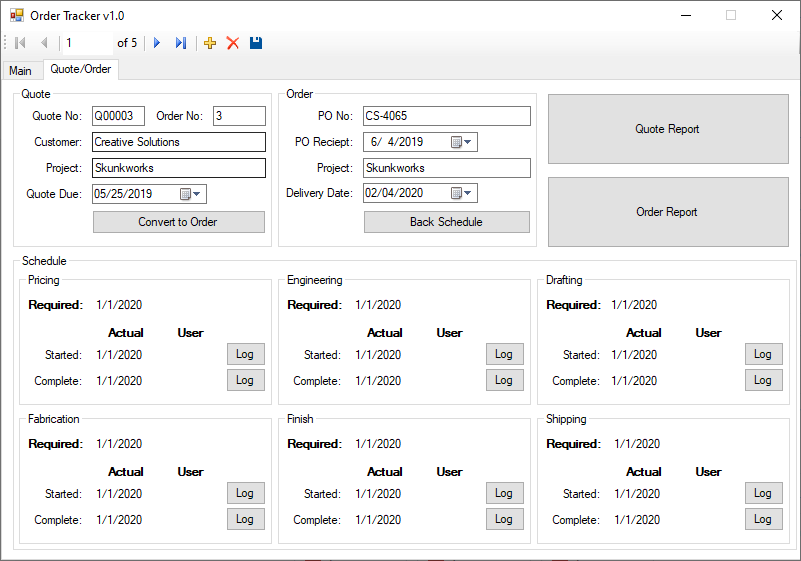 Order Tracker v1.0
1 of 5
Main Quote/Order
Quote
Quote No: Q00003 Order No: 3
Customer: Creative Solutions
Project: Skunkworks
Quote Due: 05/25/2019
Convert to Order
Order
PO No: CS-4065
PO Reciept: 6/ 4/2019
Project: Skunkworks
Delivery Date: 02/04/2020
Back Schedule
Quote Report
Order Report
Schedule
Pricing
Required: 1/1/2020
Actual User
Started: 1/1/2020 Log
Complete: 1/1/2020 Log
Engineering
Required: 1/1/2020
Actual User
Started: 1/1/2020 Log
Complete: 1/1/2020 Log
Drafting
Required: 1/1/2020
Actual User
Started: 1/1/2020 Log
Complete: 1/1/2020 Log
Fabrication
Required: 1/1/2020
Actual User
Started: 1/1/2020 Log
Complete: 1/1/2020 Log
Finish
Required: 1/1/2020
Actual User
Started: 1/1/2020 Log
Complete: 1/1/2020 Log
Shipping
Required: 1/1/2020
Actual User
Started: 1/1/2020 Log
Complete: 1/1/2020 Log